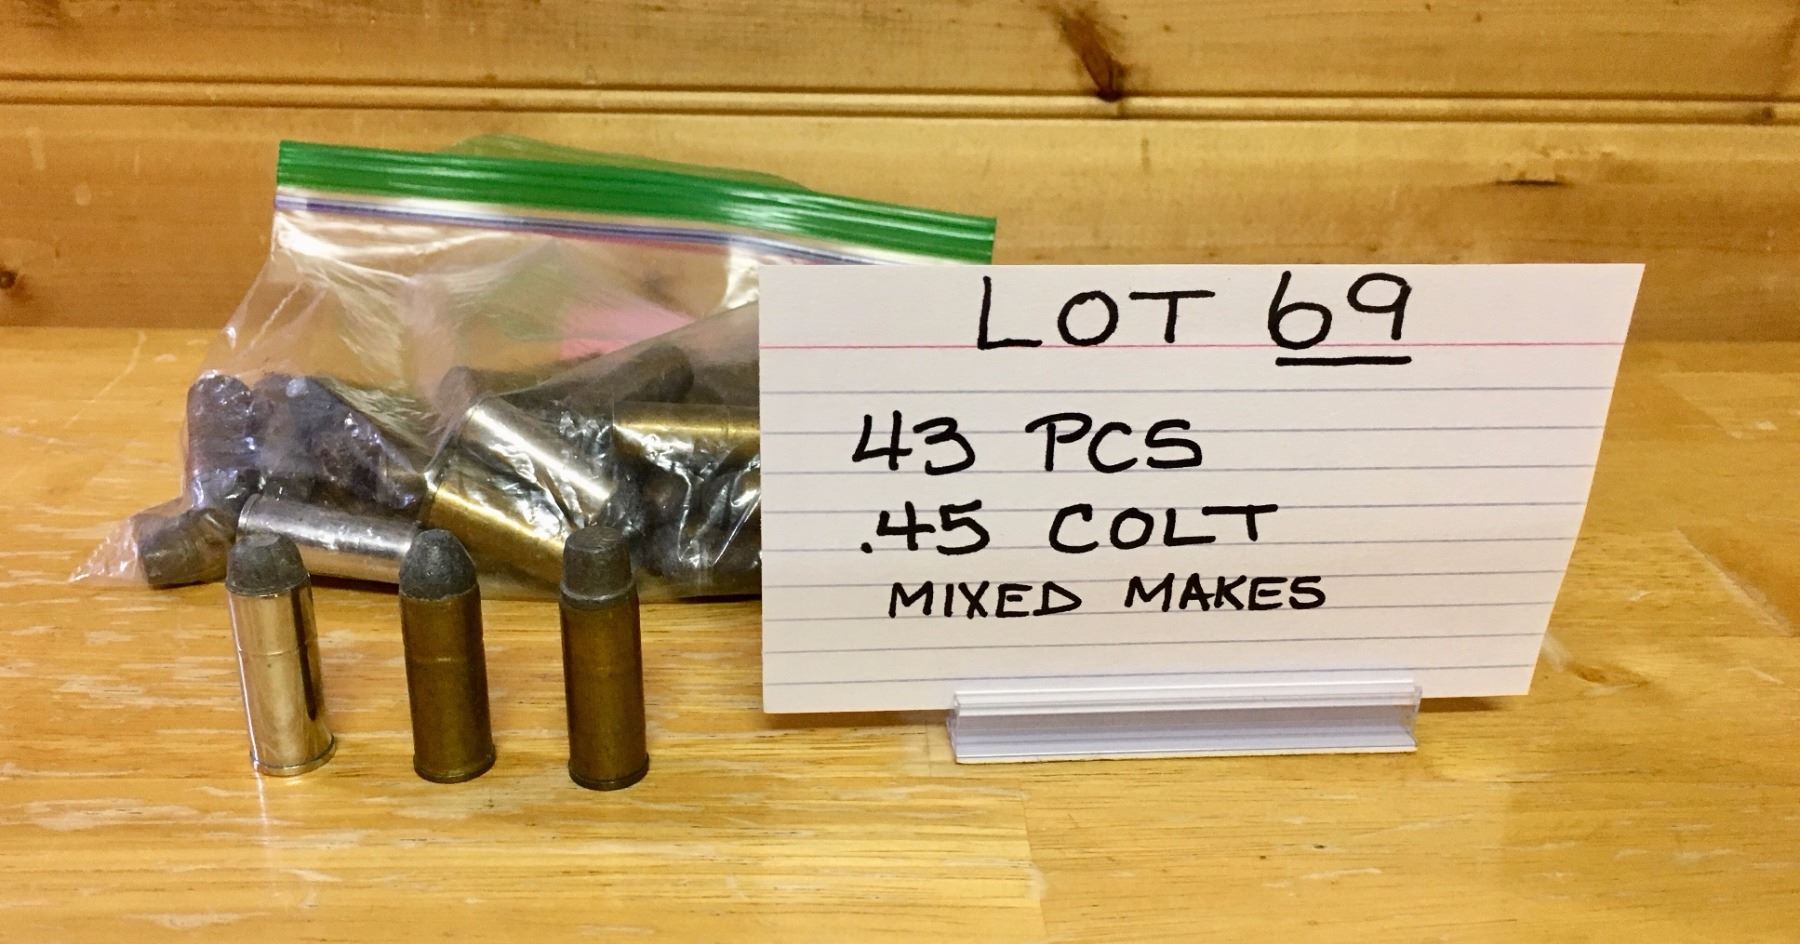 LOT 69
43 PCS
.45 COLT
MIXED MAKES